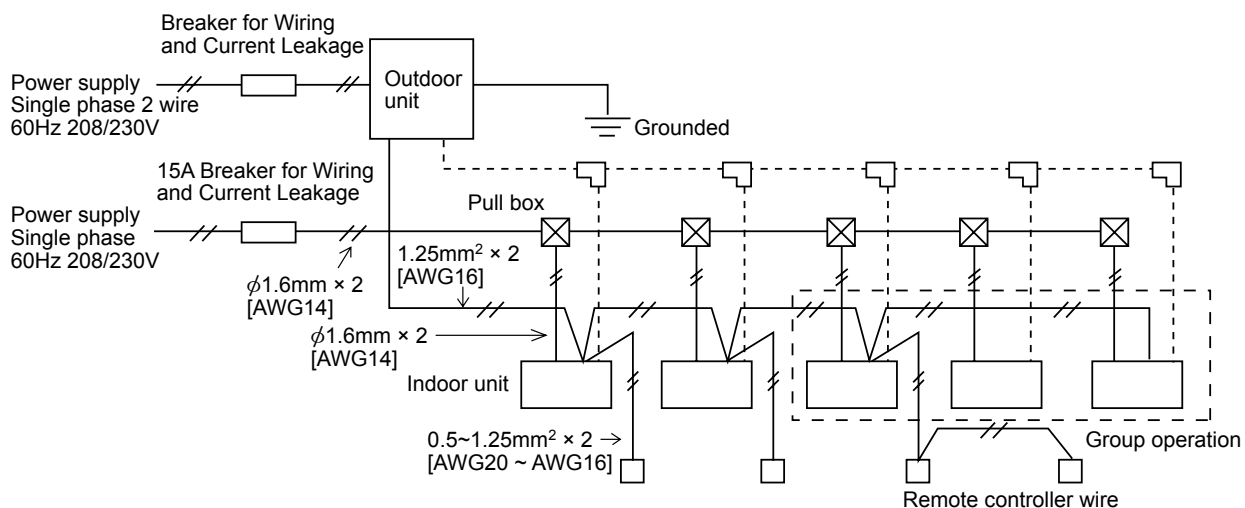 Breaker for Wiring
and Current Leakage
Power supply
Single phase 2 wire
60Hz 208/230V
Outdoor
unit
Grounded
15A Breaker for Wiring
and Current Leakage
Power supply
Single phase
60Hz 208/230V
Pull box
1.25mm² × 2
[AWG16]
ϕ1.6mm × 2
[AWG14]
ϕ1.6mm × 2
[AWG14]
Indoor unit
0.5~1.25mm² × 2
[AWG20 ~ AWG16]
Group operation
Remote controller wire